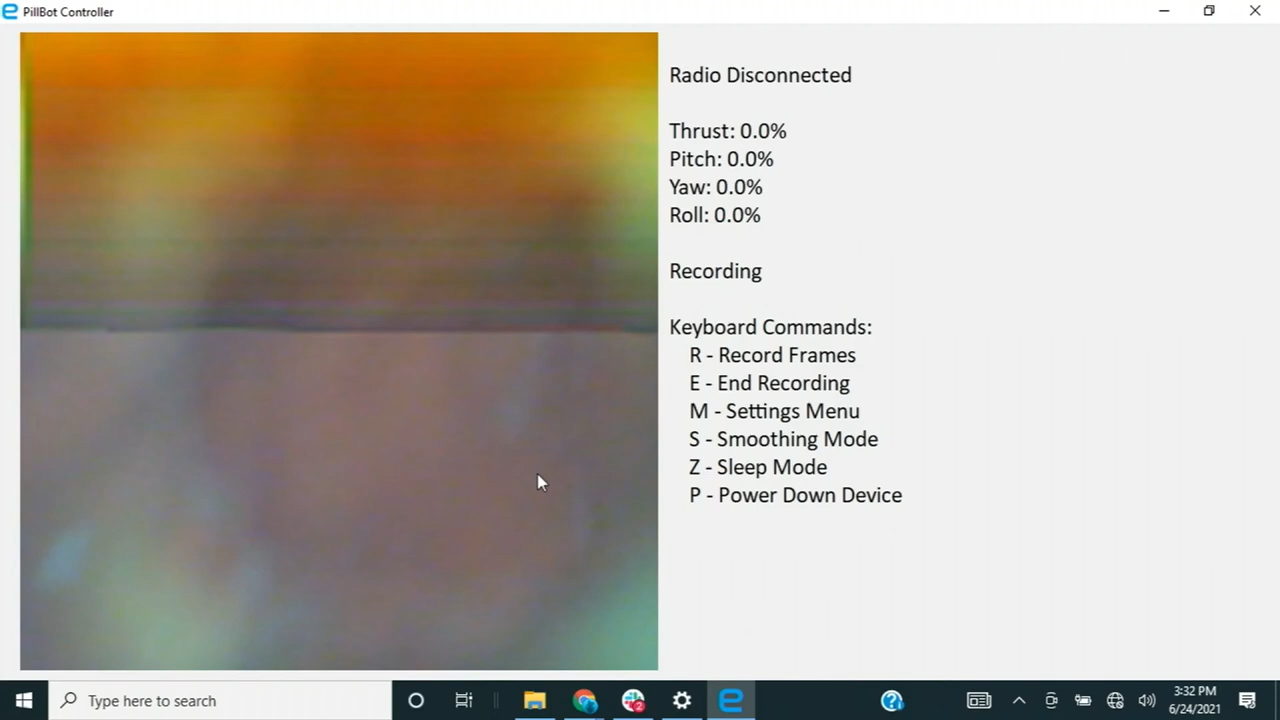 PillBot Controller
Radio Disconnected
Thrust: 0.0%
Pitch: 0.0%
Yaw: 0.0%
Roll: 0.0%
Recording
Keyboard Commands:
R - Record Frames
E - End Recording
M - Settings Menu
S - Smoothing Mode
Z - Sleep Mode
P - Power Down Device
Type here to search
2
3:32 PM
6/24/2021